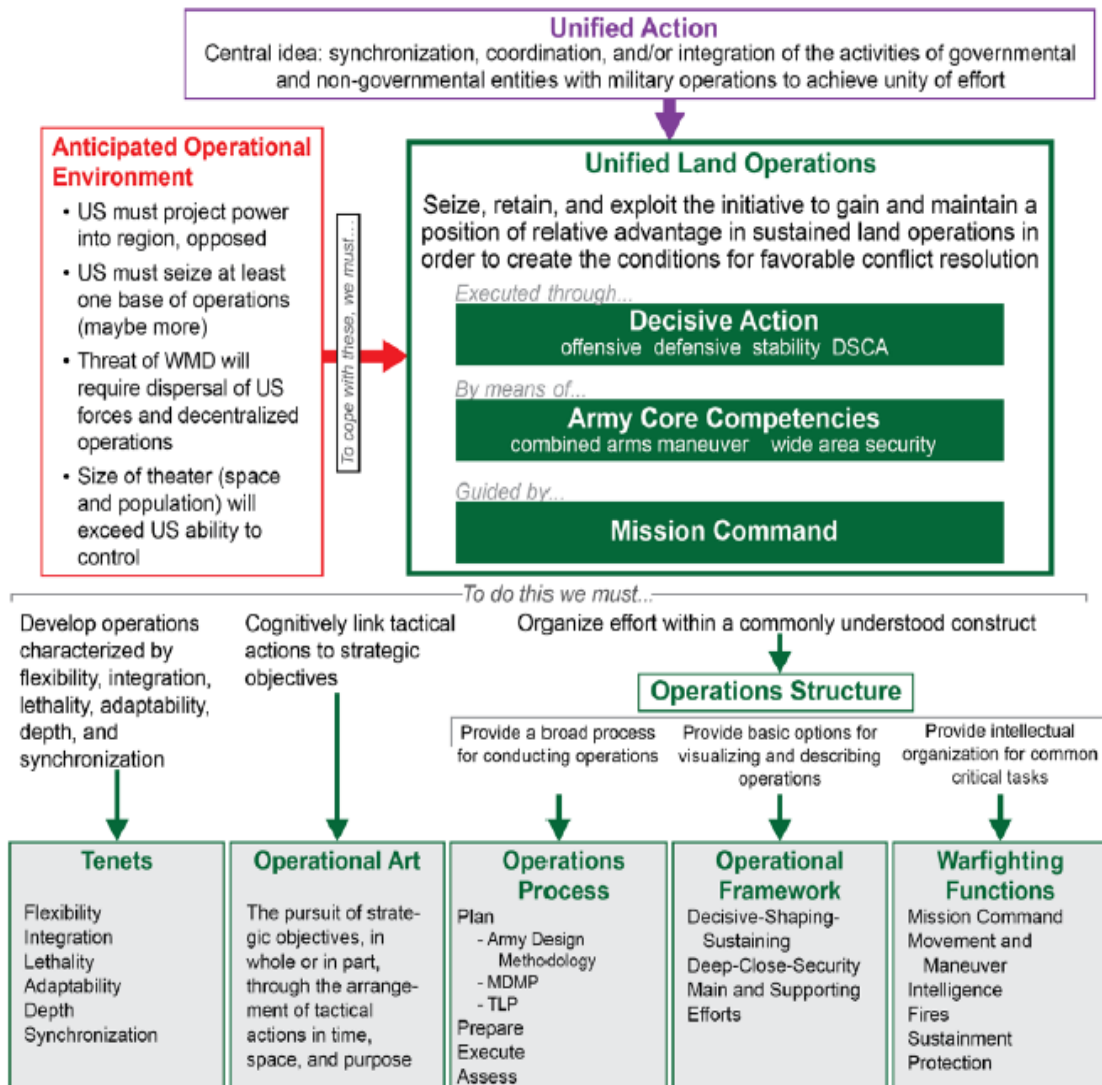 Unified Action
Central idea: synchronization, coordination, and/or integration of the activities of governmental
and non-governmental entities with military operations to achieve unity of effort
Anticipated Operational
Environment
• US must project power
into region, opposed
• US must seize at least
one base of operations
(maybe more)
• Threat of WMD will
require dispersal of US
forces and decentralized
operations
• Size of theater (space
and population) will
exceed US ability to
control
To cope with these, we must...
Unified Land Operations
Seize, retain, and exploit the initiative to gain and maintain a
position of relative advantage in sustained land operations in
order to create the conditions for favorable conflict resolution
Executed through...
Decisive Action
offensive defensive stability DSCA
By means of...
Army Core Competencies
combined arms maneuver wide area security
Guided by...
Mission Command
To do this we must...
Develop operations
characterized by
flexibility, integration,
lethality, adaptability,
depth, and
synchronization
Cognitively link tactical
actions to strategic
objectives
Organize effort within a commonly understood construct
Operations Structure
Provide a broad process
for conducting operations
Provide basic options for
visualizing and describing
operations
Provide intellectual
organization for common
critical tasks
Tenets
Flexibility
Integration
Lethality
Adaptability
Depth
Synchronization
Operational Art
The pursuit of strate-
gic objectives, in
whole or in part,
through the arrange-
ment of tactical
actions in time,
space, and purpose
Operations
Process
Plan
- Army Design
Methodology
- MDMP
- TLP
Prepare
Execute
Assess
Operational
Framework
Decisive-Shaping-
Sustaining
Deep-Close-Security
Main and Supporting
Efforts
Warfighting
Functions
Mission Command
Movement and
Maneuver
Intelligence
Fires
Sustainment
Protection